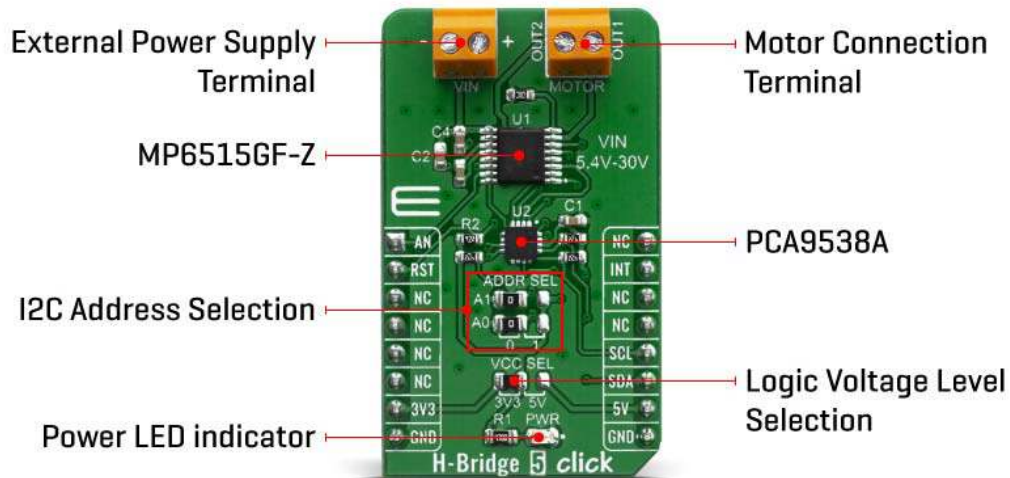 External Power Supply
Terminal
Motor Connection
Terminal
- +
OUT2
OUT1
VIN
MOTOR
U1
C4
C2
VIN
5.4V-30V
MP6515GF-Z
U2
C1
R2
PCA9538A
AN
NC
RST
INT
ADDR SEL
I2C Address Selection
NC
A1 0
NC
NC
A0 0
NC
0 1
NC
SCL
VCC SEL
NC
SDA
Logic Voltage Level
Selection
3V3
3V3 5V
5V
R1 PWR
Power LED indicator
GND
GND
H-Bridge 5 click